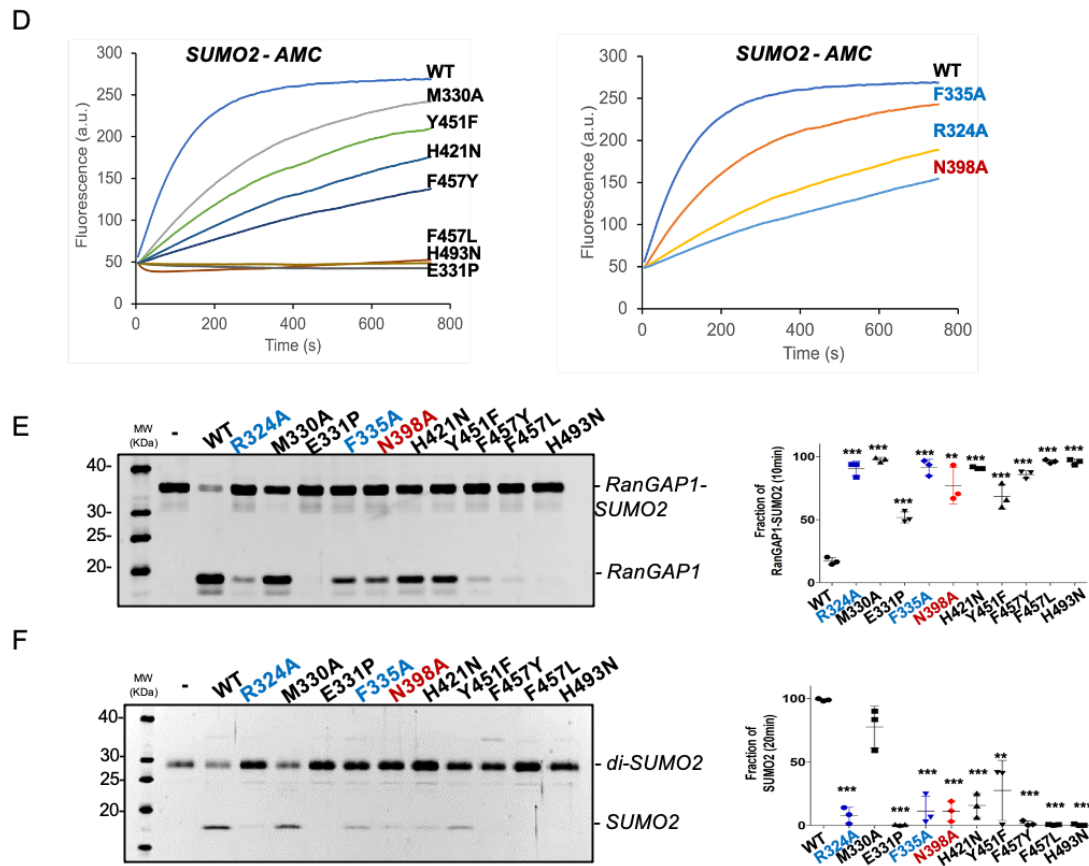 D
SUMO2 - AMC
Fluorescence (a.u.)
300
250
200
150
100
50
0
0 200 400 600 800
Time (s)
WT
M330A
Y451F
H421N
F457Y
F457L
H493N
E331P
SUMO2 - AMC
Fluorescence (a.u.)
300
250
200
150
100
50
0
0 200 400 600 800
Time (s)
WT
F335A
R324A
N398A
E
MW
(KDa)
- WT R324A M330A E331P F335A N398A H421N Y451F F457Y F457L H493N
40-
30-
25-
20-
- RanGAP1-
SUMO2
- RanGAP1
Fraction of
RanGAP1-SUMO2 (10min)
100
50
0
*** *** *** *** ** *** *** *** *** ***
WT R324A M330A E331P F335A N398A H421N Y451F F457Y F457L H493N
F
MW
(KDa)
- WT R324A M330A E331P F335A N398A H421N Y451F F457Y F457L H493N
40-
30-
25-
20-
- di-SUMO2
- SUMO2
Fraction of
SUMO2 (20min)
100
50
0
*** *** *** *** *** ** *** *** ***
WT R324A M330A E331P F335A N398A H421N Y451F F457Y F457L H493N